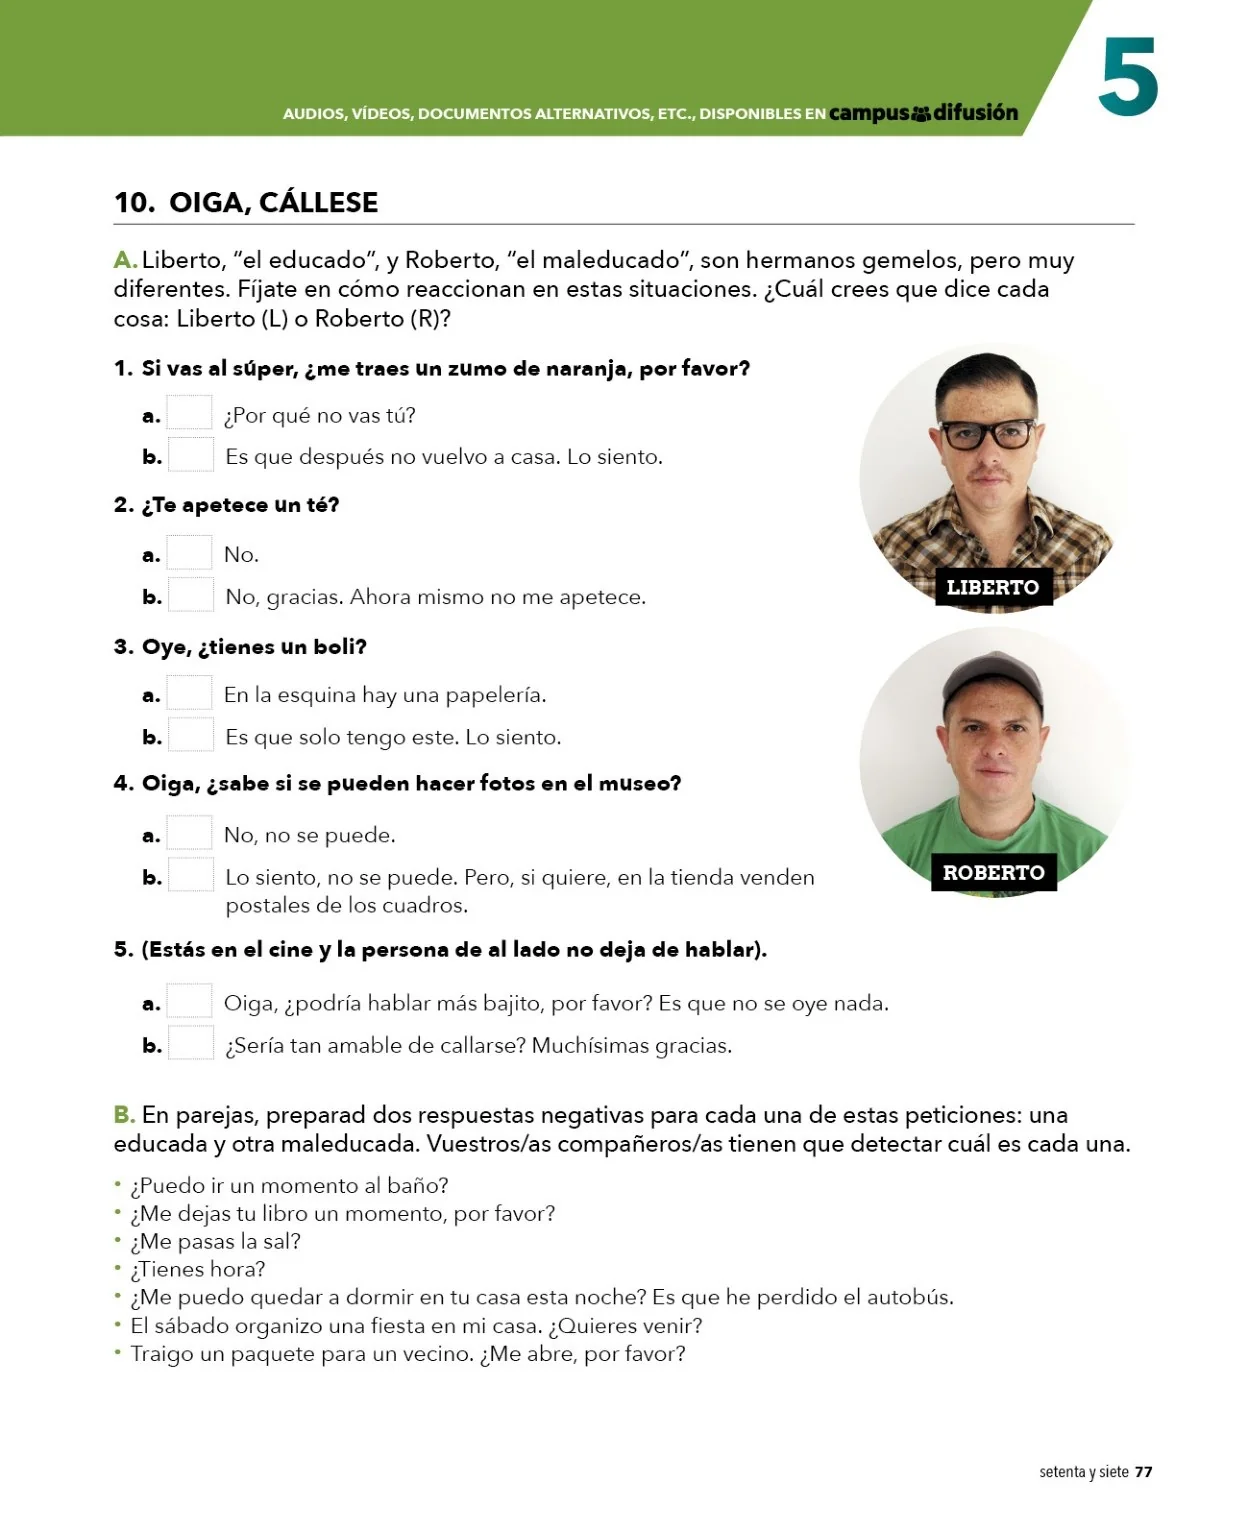 5
AUDIOS, VÍDEOS, DOCUMENTOS ALTERNATIVOS, ETC., DISPONIBLES EN campus difusión
10. OIGA, CÁLLESE
A. Liberto, “el educado”, y Roberto, “el maleducado”, son hermanos gemelos, pero muy
diferentes. Fíjate en cómo reaccionan en estas situaciones. ¿Cuál crees que dice cada
cosa: Liberto (L) o Roberto (R)?
1. Si vas al súper, ¿me traes un zumo de naranja, por favor?
a. ¿Por qué no vas tú?
b. Es que después no vuelvo a casa. Lo siento.
2. ¿Te apetece un té?
a. No.
b. No, gracias. Ahora mismo no me apetece.
LIBERTO
3. Oye, ¿tienes un boli?
a. En la esquina hay una papelería.
b. Es que solo tengo este. Lo siento.
4. Oiga, ¿sabe si se pueden hacer fotos en el museo?
a. No, no se puede.
b. Lo siento, no se puede. Pero, si quiere, en la tienda venden
postales de los cuadros.
ROBERTO
5. (Estás en el cine y la persona de al lado no deja de hablar).
a. Oiga, ¿podría hablar más bajito, por favor? Es que no se oye nada.
b. ¿Sería tan amable de callarse? Muchísimas gracias.
B. En parejas, preparad dos respuestas negativas para cada una de estas peticiones: una
educada y otra maleducada. Vuestros/as compañeros/as tienen que detectar cuál es cada una.
• ¿Puedo ir un momento al baño?
• ¿Me dejas tu libro un momento, por favor?
• ¿Me pasas la sal?
• ¿Tienes hora?
• ¿Me puedo quedar a dormir en tu casa esta noche? Es que he perdido el autobús.
• El sábado organizo una fiesta en mi casa. ¿Quieres venir?
• Traigo un paquete para un vecino. ¿Me abre, por favor?
setenta y siete 77